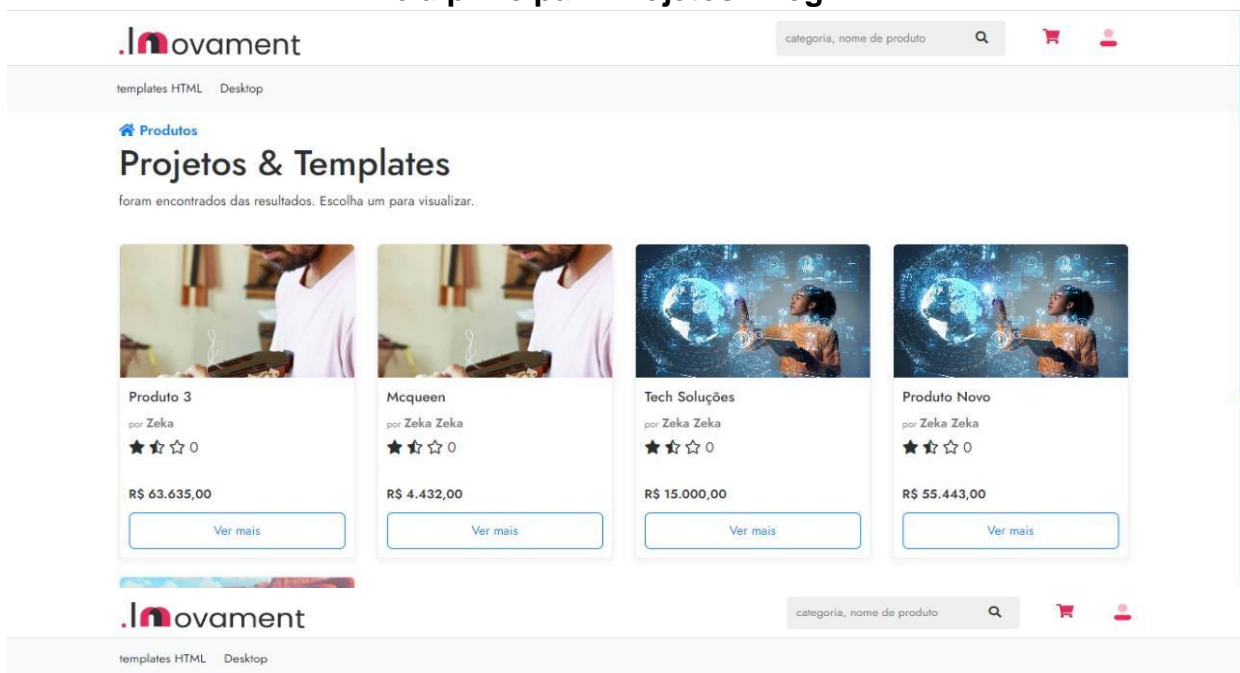 .Inovament
categoria, nome de produto
templates HTML Desktop
Produtos
Projetos & Templates
foram encontrados das resultados. Escolha um para visualizar.
Produto 3
por Zeka
0
R$ 63.635,00
Ver mais
Mcqueen
por Zeka Zeka
0
R$ 4.432,00
Ver mais
Tech Soluções
por Zeka Zeka
0
R$ 15.000,00
Ver mais
Produto Novo
por Zeka Zeka
0
R$ 55.443,00
Ver mais
.Inovament
categoria, nome de produto
templates HTML Desktop